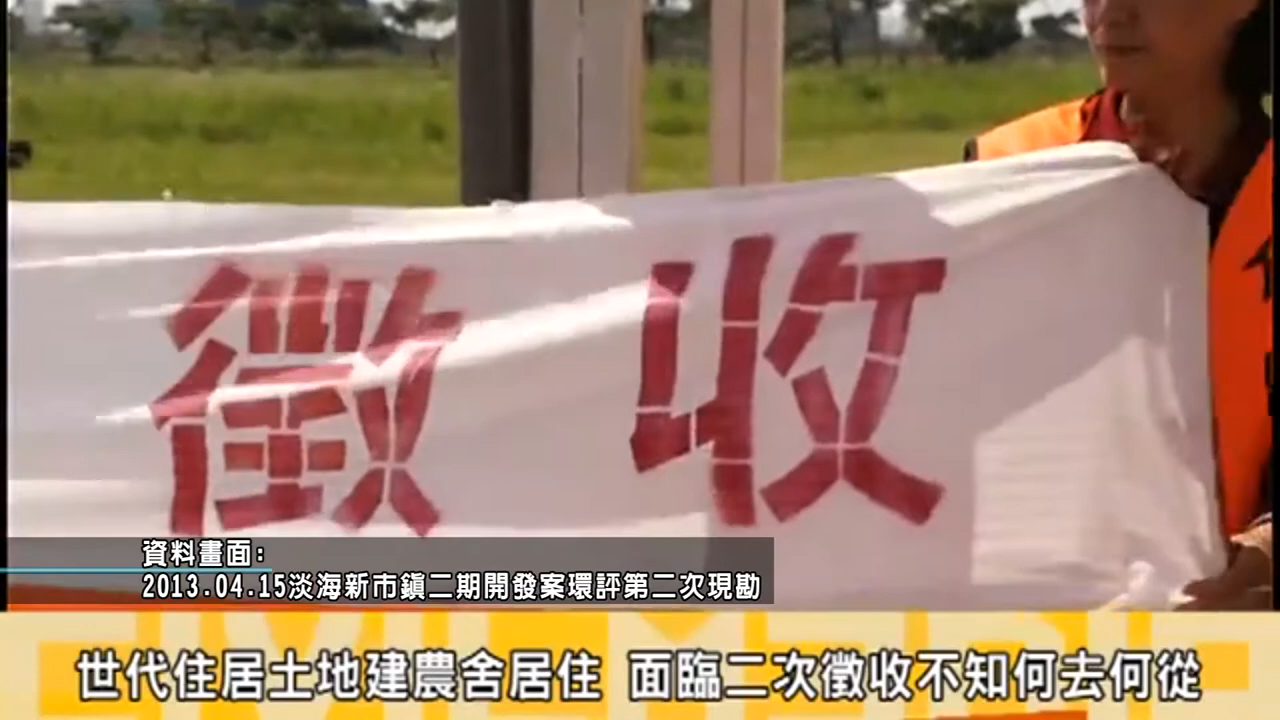 徵收
資料畫面:
2013.04.15淡海新市鎮二期開發案環評第二次現勘
世代住居土地建農舍居住 面臨二次徵收不知何去何從